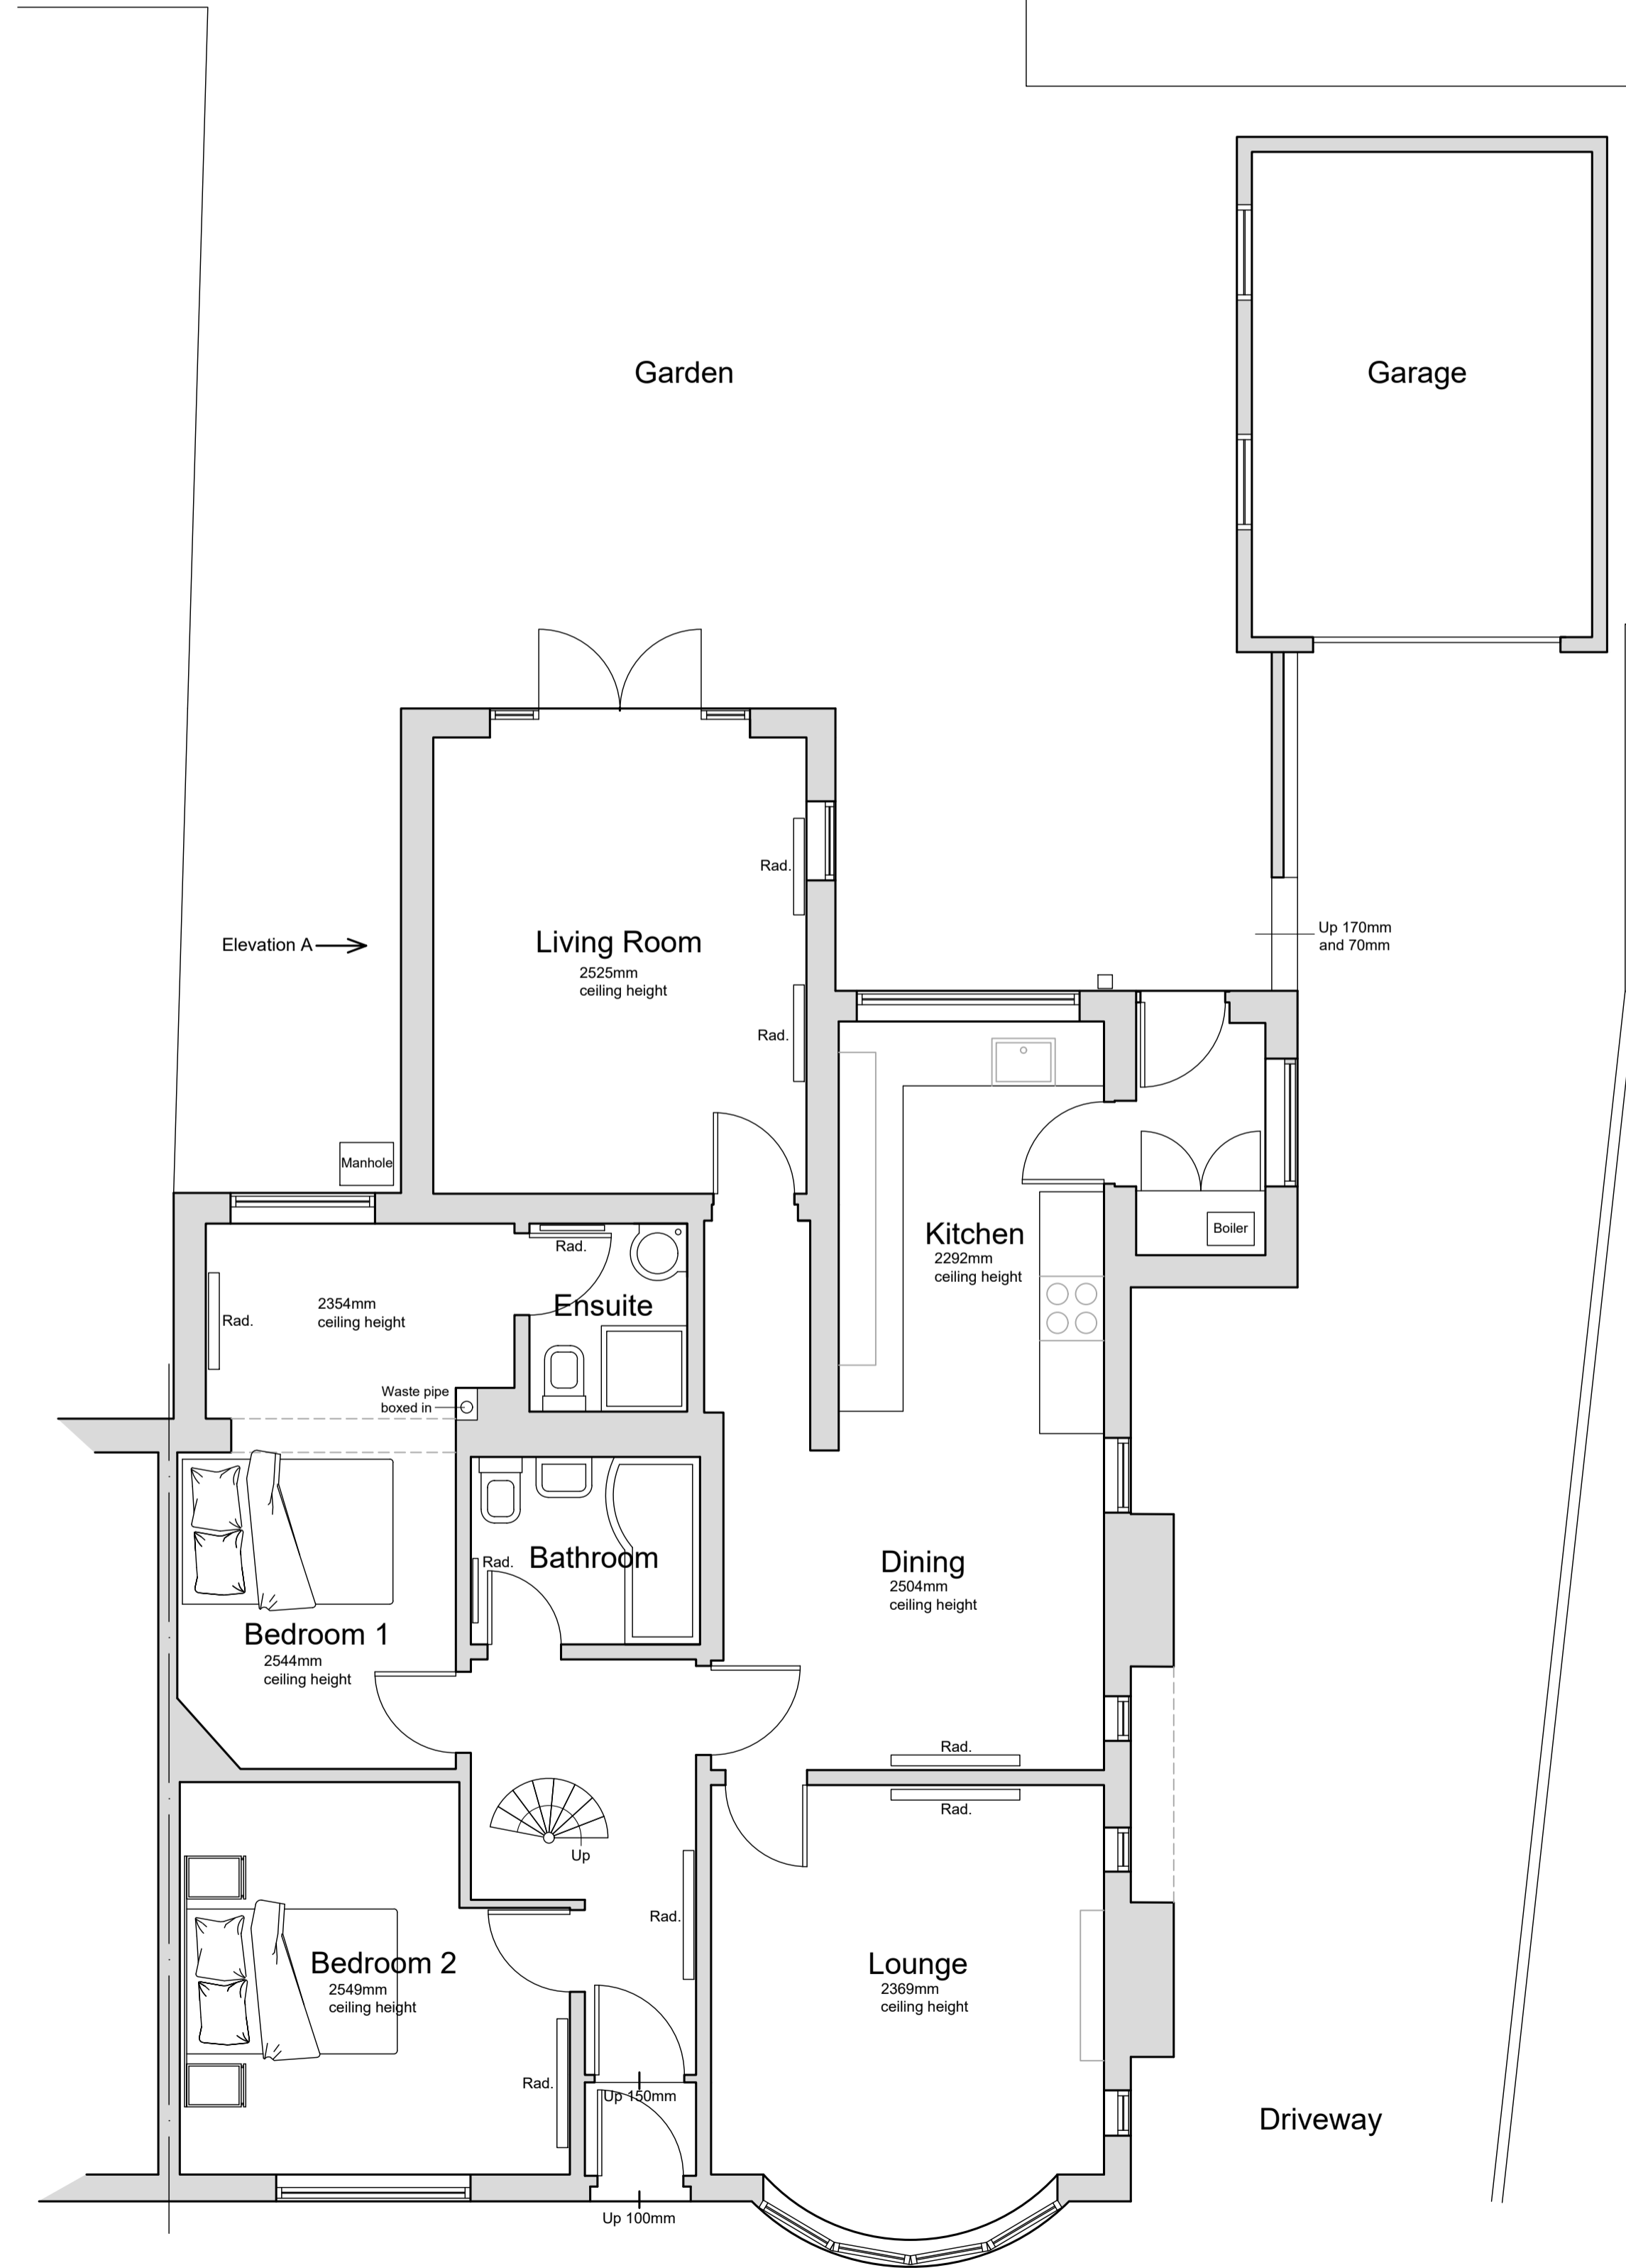 Garden
Garage
Up 170mm
and 70mm
Elevation A
Living Room
2525mm
ceiling height
Rad.
Rad.
Manhole
Kitchen
2292mm
ceiling height
Boiler
Rad.
Ensuite
2354mm
ceiling height
Rad.
Waste pipe
boxed in
Rad.
Bathroom
Dining
2504mm
ceiling height
Bedroom 1
2544mm
ceiling height
Rad.
Rad.
Up
Rad.
Bedroom 2
2549mm
ceiling height
Lounge
2369mm
ceiling height
Rad.
Up 150mm
Driveway
Up 100mm